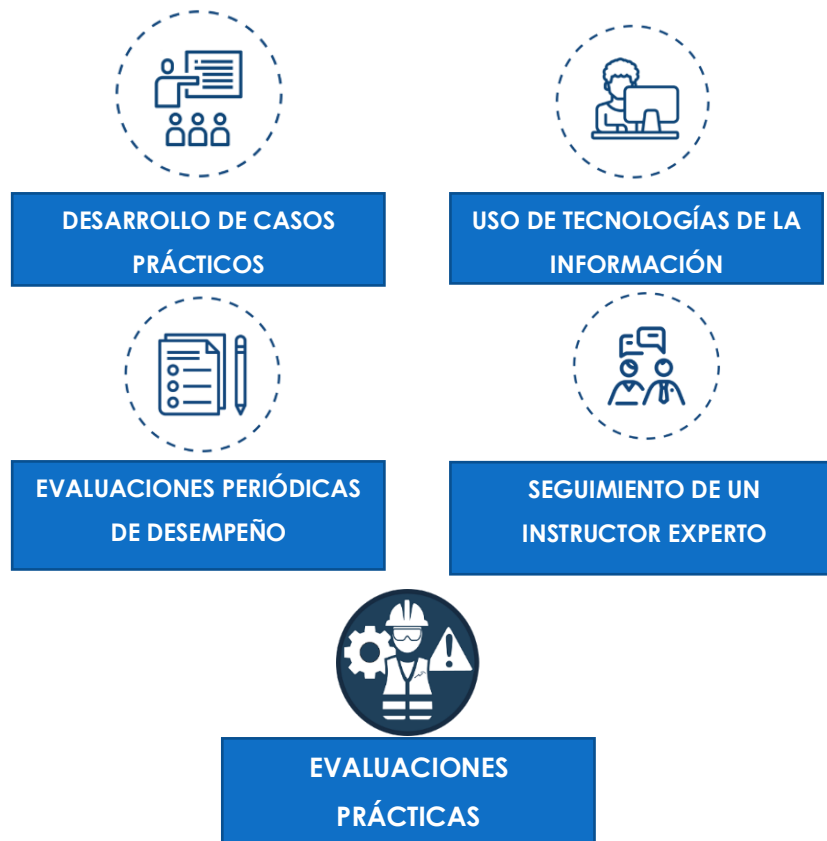 DESARROLLO DE CASOS
PRÁCTICOS
USO DE TECNOLOGÍAS DE LA
INFORMACIÓN
EVALUACIONES PERIÓDICAS
DE DESEMPEÑO
SEGUIMIENTO DE UN
INSTRUCTOR EXPERTO
EVALUACIONES
PRÁCTICAS